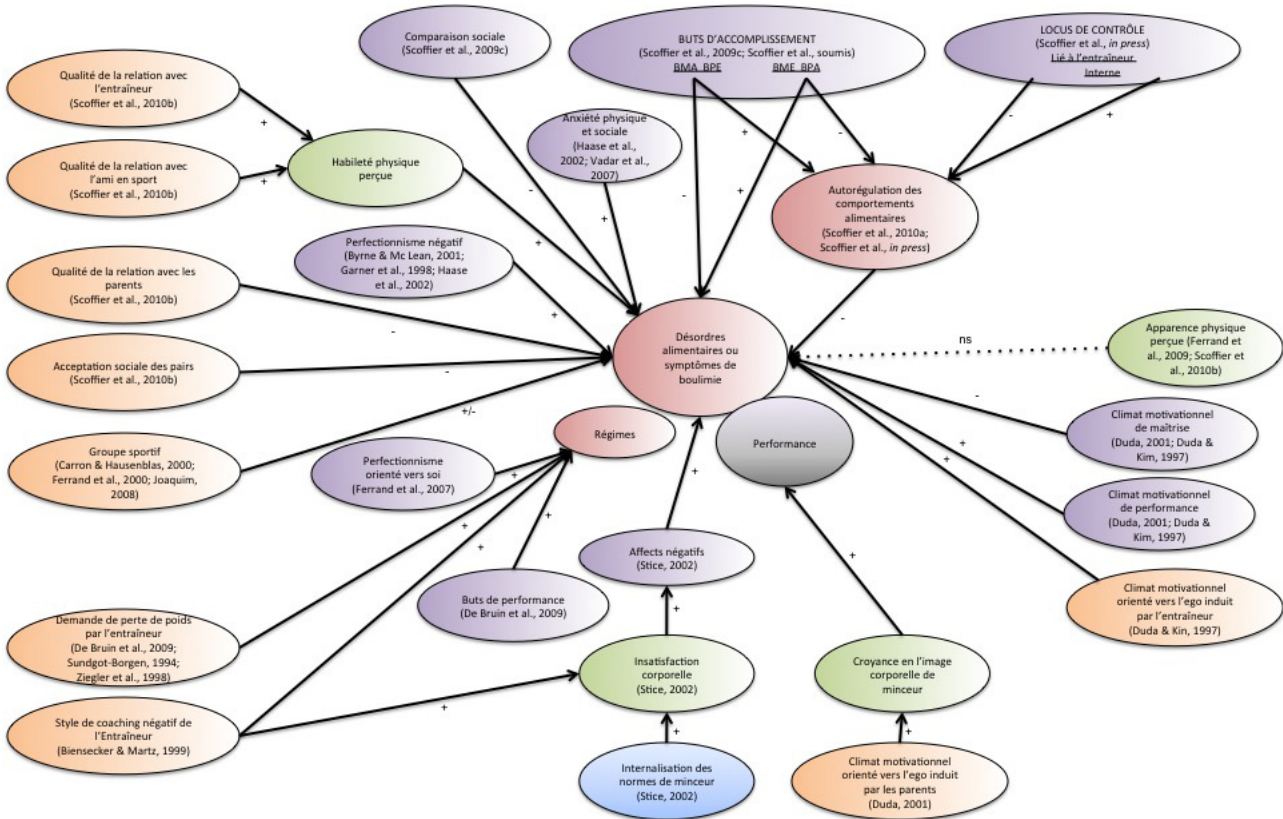 Comparaison sociale
(Scoffier et al., 2009c)
BUTS D'ACCOMPLISSEMENT
(Scoffier et al., 2009c; Scoffier et al., soumis)
BMA BPE BME BPA
LOCUS DE CONTRÔLE
(Scoffier et al., in press)
Lié à l'entraîneur
Interne
Qualité de la relation avec
l'entraîneur
(Scoffier et al., 2010b)
+
Qualité de la relation avec
l'ami en sport
(Scoffier et al., 2010b)
+
Habileté physique
perçue
Anxiété physique
et sociale
(Haase et al.,
2002; Vadar et al.,
2007)
+
-
-
+
+
-
-
+
Autorégulation des
comportements
alimentaires
(Scoffier et al., 2010a;
Scoffier et al., in press)
+
Perfectionnisme négatif
(Byrne & Mc Lean, 2001;
Garner et al., 1998; Haase
et al., 2002)
+
Qualité de la relation avec les
parents
(Scoffier et al., 2010b)
-
-
Désordres
alimentaires ou
symptômes de
boulimie
ns
Apparence physique
perçue (Ferrand et
al., 2009; Scoffier et
al., 2010b)
Acceptation sociale des pairs
(Scoffier et al., 2010b)
-
-
Climat motivationnel
de maîtrise
(Duda, 2001; Duda &
Kim, 1997)
+/-
Groupe sportif
(Carron & Hausenblas, 2000;
Ferrand et al., 2000; Joaquim,
2008)
Régimes
Performance
+
+
Perfectionnisme
orienté vers soi
(Ferrand et al., 2007)
+
+
Climat motivationnel
de performance
(Duda, 2001; Duda &
Kim, 1997)
+
+
+
Affects négatifs
(Stice, 2002)
+
Buts de performance
(De Bruin et al., 2009)
+
Climat motivationnel
orienté vers l'ego induit
par l'entraîneur
(Duda & Kin, 1997)
Demande de perte de poids
par l'entraîneur
(De Bruin et al., 2009;
Sundgot-Borgen, 1994;
Ziegler et al., 1998)
Insatisfaction
corporelle
(Stice, 2002)
Croyance en l'image
corporelle de
minceur
Style de coaching négatif de
l'Entraîneur
(Biensecker & Martz, 1999)
+
+
+
Internalisation des
normes de minceur
(Stice, 2002)
Climat motivationnel
orienté vers l'ego induit
par les parents
(Duda, 2001)